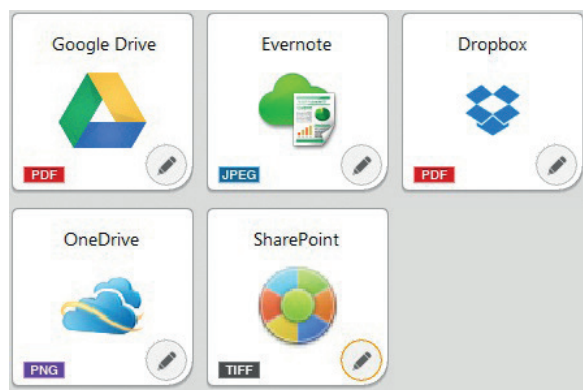 Google Drive
Evernote
Dropbox
PDF
JPEG
PDF
OneDrive
SharePoint
PNG
TIFF